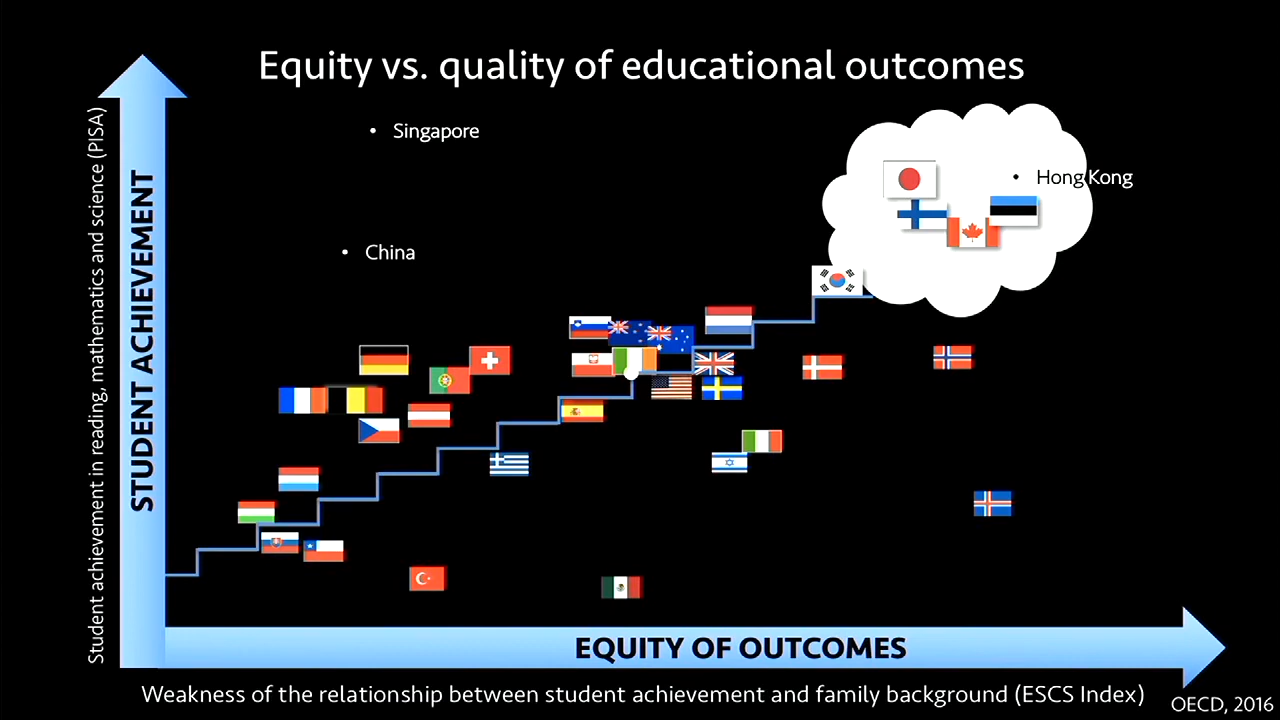 Equity vs. quality of educational outcomes
Student achievement in reading, mathematics and science (PISA)
STUDENT ACHIEVEMENT
• Singapore
• Hong Kong
• China
EQUITY OF OUTCOMES
Weakness of the relationship between student achievement and family background (ESCS Index)
OECD, 2016